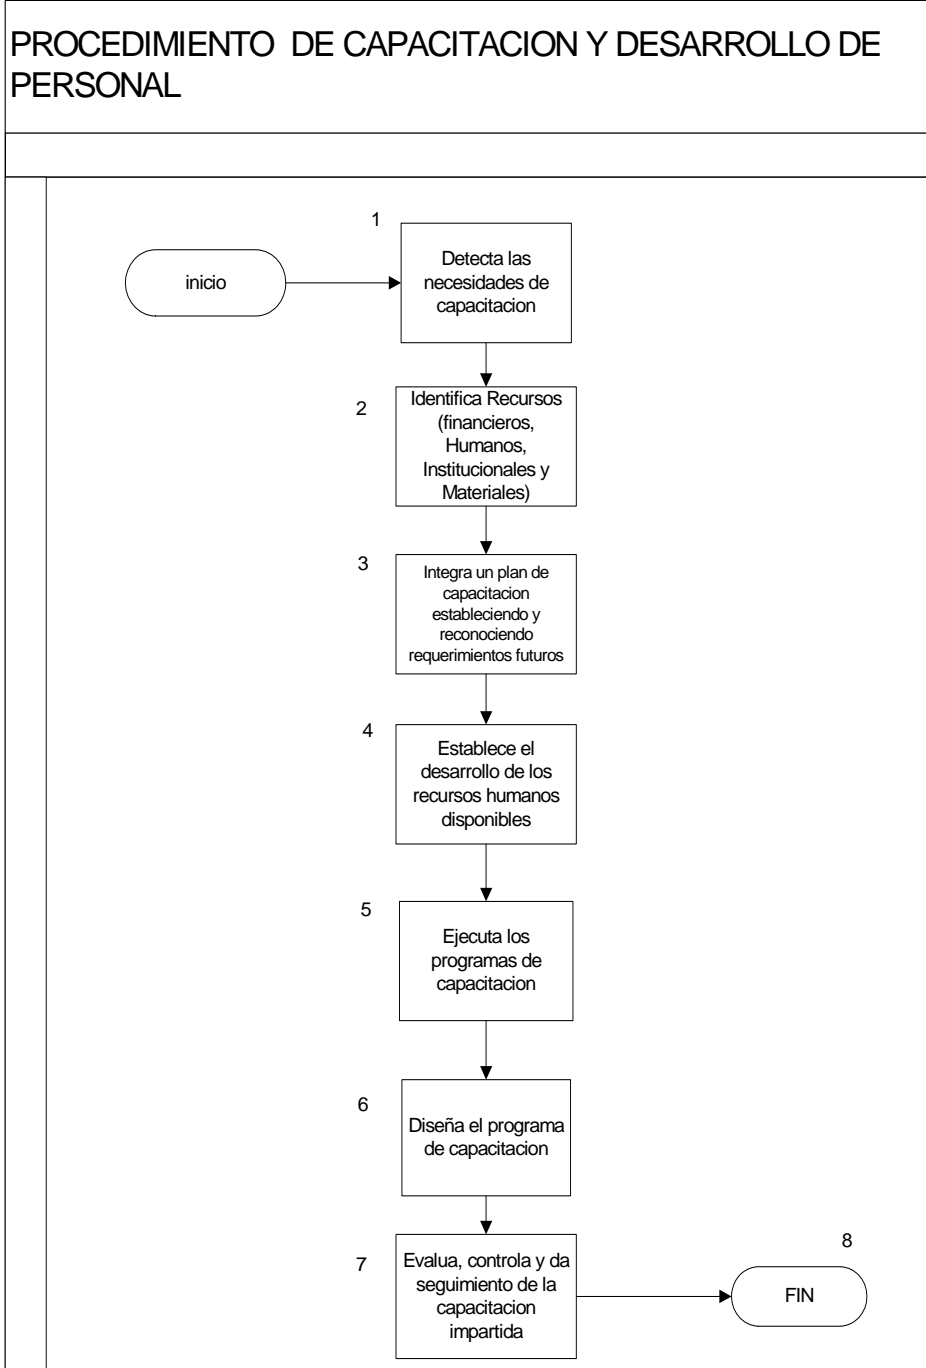 PROCEDIMIENTO DE CAPACITACION Y DESARROLLO DE
PERSONAL
1
inicio
Detecta las
necesidades de
capacitacion
2
Identifica Recursos
(financieros,
Humanos,
Institucionales y
Materiales)
3
Integra un plan de
capacitacion
estableciendo y
reconociendo
requerimientos futuros
4
Establece el
desarrollo de los
recursos humanos
disponibles
5
Ejecuta los
programas de
capacitacion
6
Diseña el programa
de capacitacion
7
Evalua, controla y da
seguimiento de la
capacitacion
impartida
8
FIN